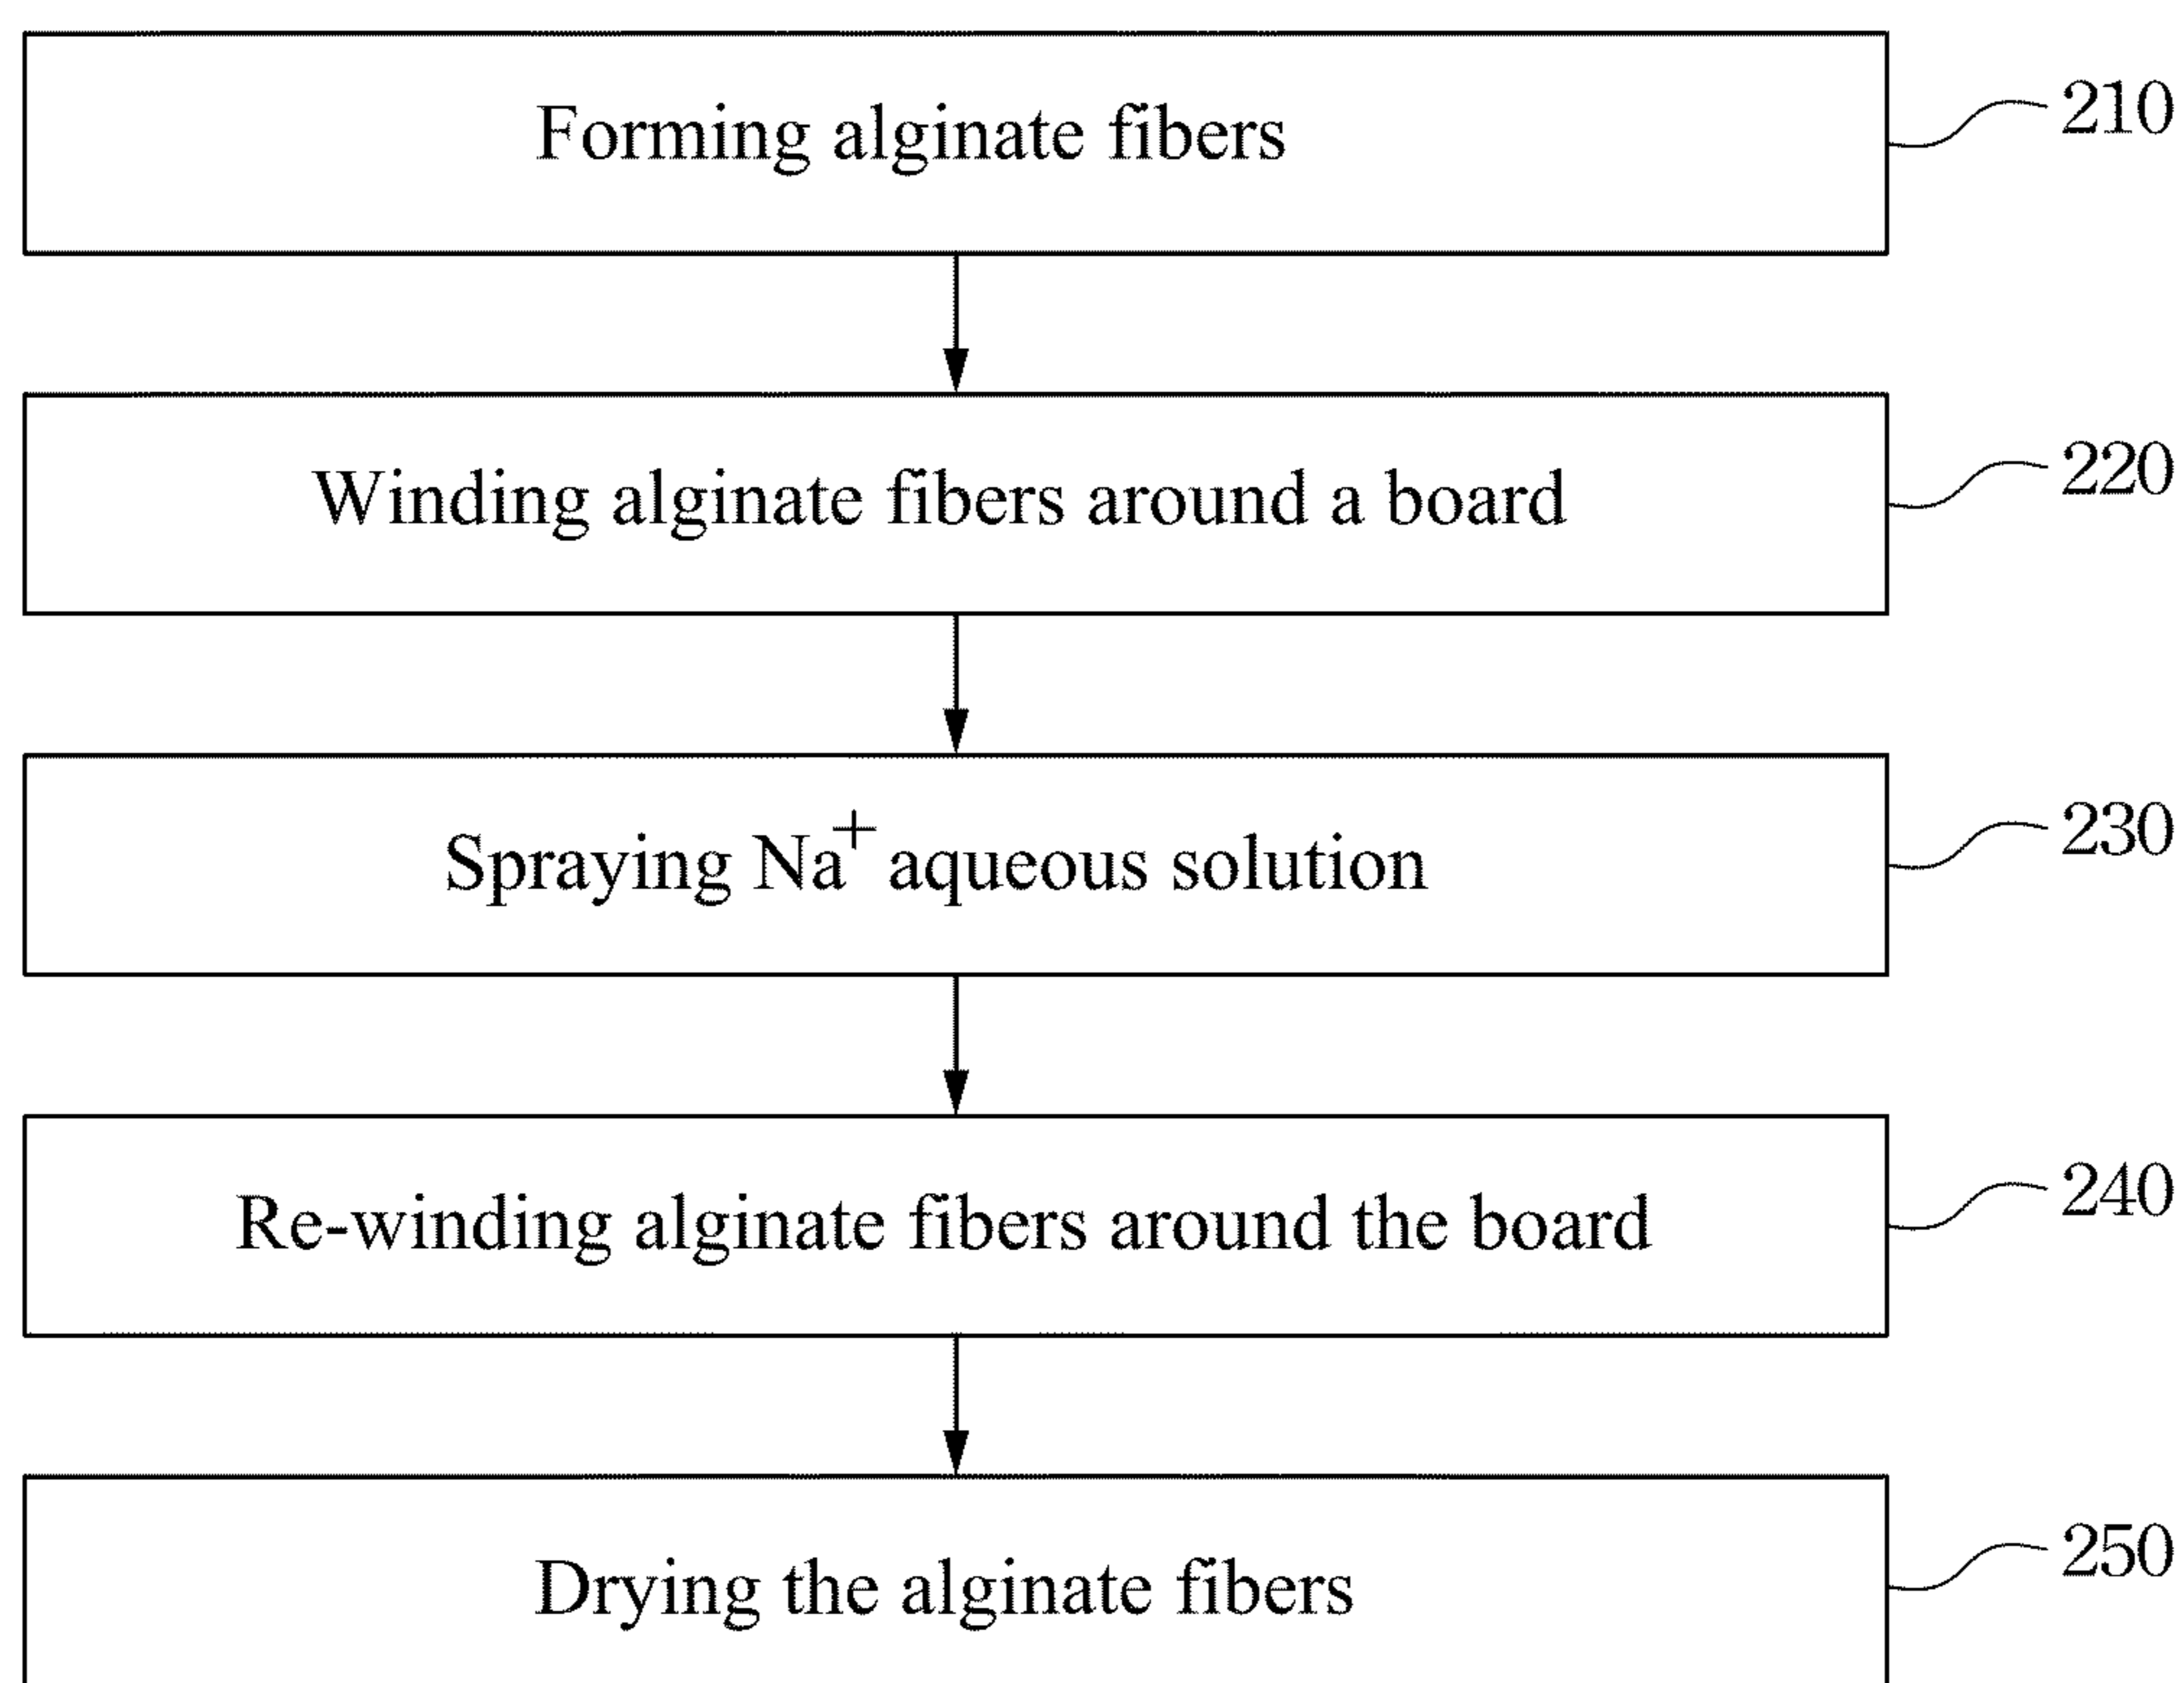 Forming alginate fibers
210
Winding alginate fibers around a board
220
Spraying Na⁺ aqueous solution
230
Re-winding alginate fibers around the board
240
Drying the alginate fibers
250